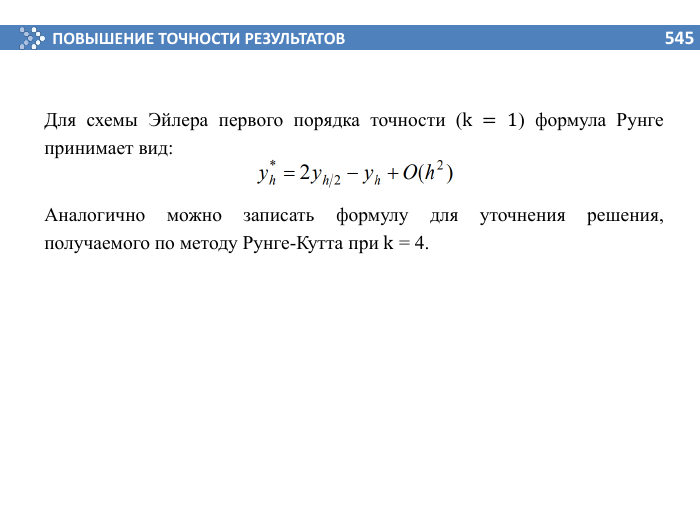 ПОВЫШЕНИЕ ТОЧНОСТИ РЕЗУЛЬТАТОВ 545
Для схемы Эйлера первого порядка точности (k = 1) формула Рунге
принимает вид:
y*_h = 2y_{h/2} − y_h + O(h^2)
Аналогично можно записать формулу для уточнения решения,
получаемого по методу Рунге-Кутта при k = 4.